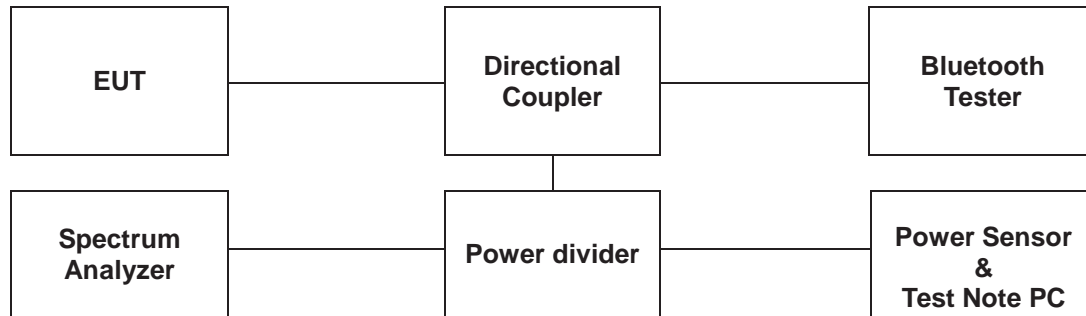 EUT
Directional
Coupler
Bluetooth
Tester
Spectrum
Analyzer
Power divider
Power Sensor
&
Test Note PC